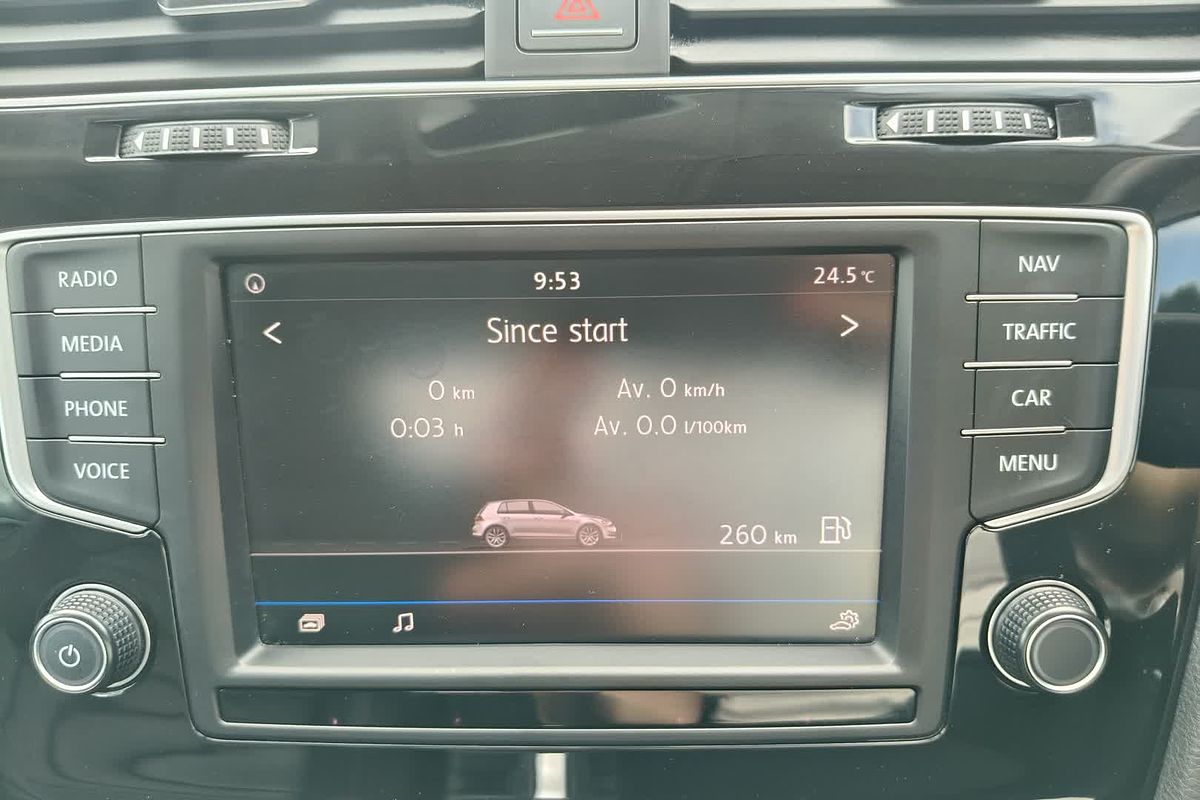 RADIO
MEDIA
PHONE
VOICE
9:53
24.5°C
< Since start >
0 km
Av. 0 km/h
0:03 h
Av. 0.0 l/100km
260 km
NAV
TRAFFIC
CAR
MENU